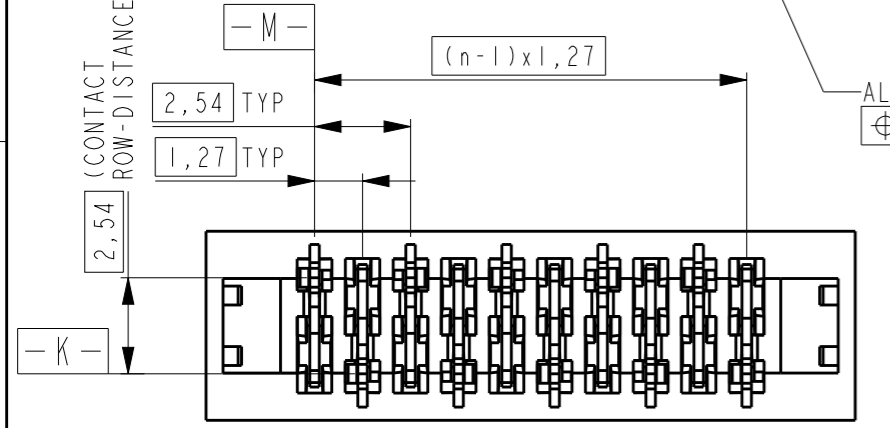 - M -
(n-1)x1,27
2,54 TYP
1,27 TYP
(CONTACT
ROW-DISTANCE
2,54
- K -
AL